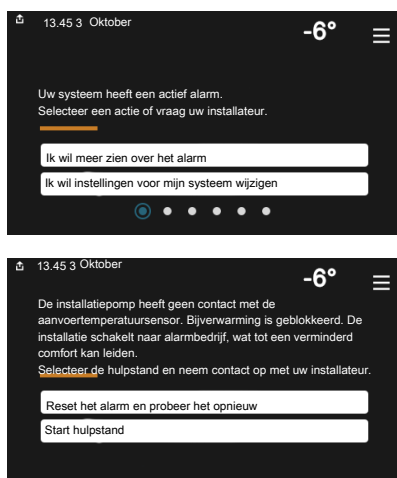 13.45 3 Oktober
-6°
Uw systeem heeft een actief alarm.
Selecteer een actie of vraag uw installateur.
Ik wil meer zien over het alarm
Ik wil instellingen voor mijn systeem wijzigen
13.45 3 Oktober
-6°
De installatiepomp heeft geen contact met de
aanvoertemperatuursensor. Bijverwarming is geblokkeerd. De
installatie schakelt naar alarmbedrijf, wat tot een verminderd
comfort kan leiden.
Selecteer de hulpstand en neem contact op met uw installateur.
Reset het alarm en probeer het opnieuw
Start hulpstand